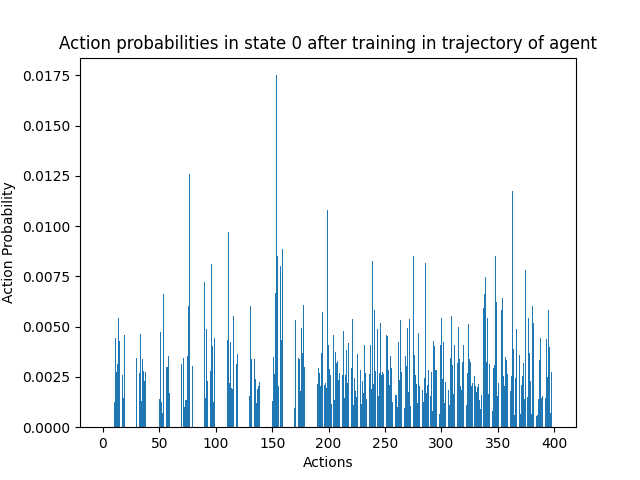 Action probabilities in state 0 after training in trajectory of agent
0.0175
0.0150
0.0125
0.0100
0.0075
0.0050
0.0025
0.0000
Action Probability
0 50 100 150 200 250 300 350 400
Actions